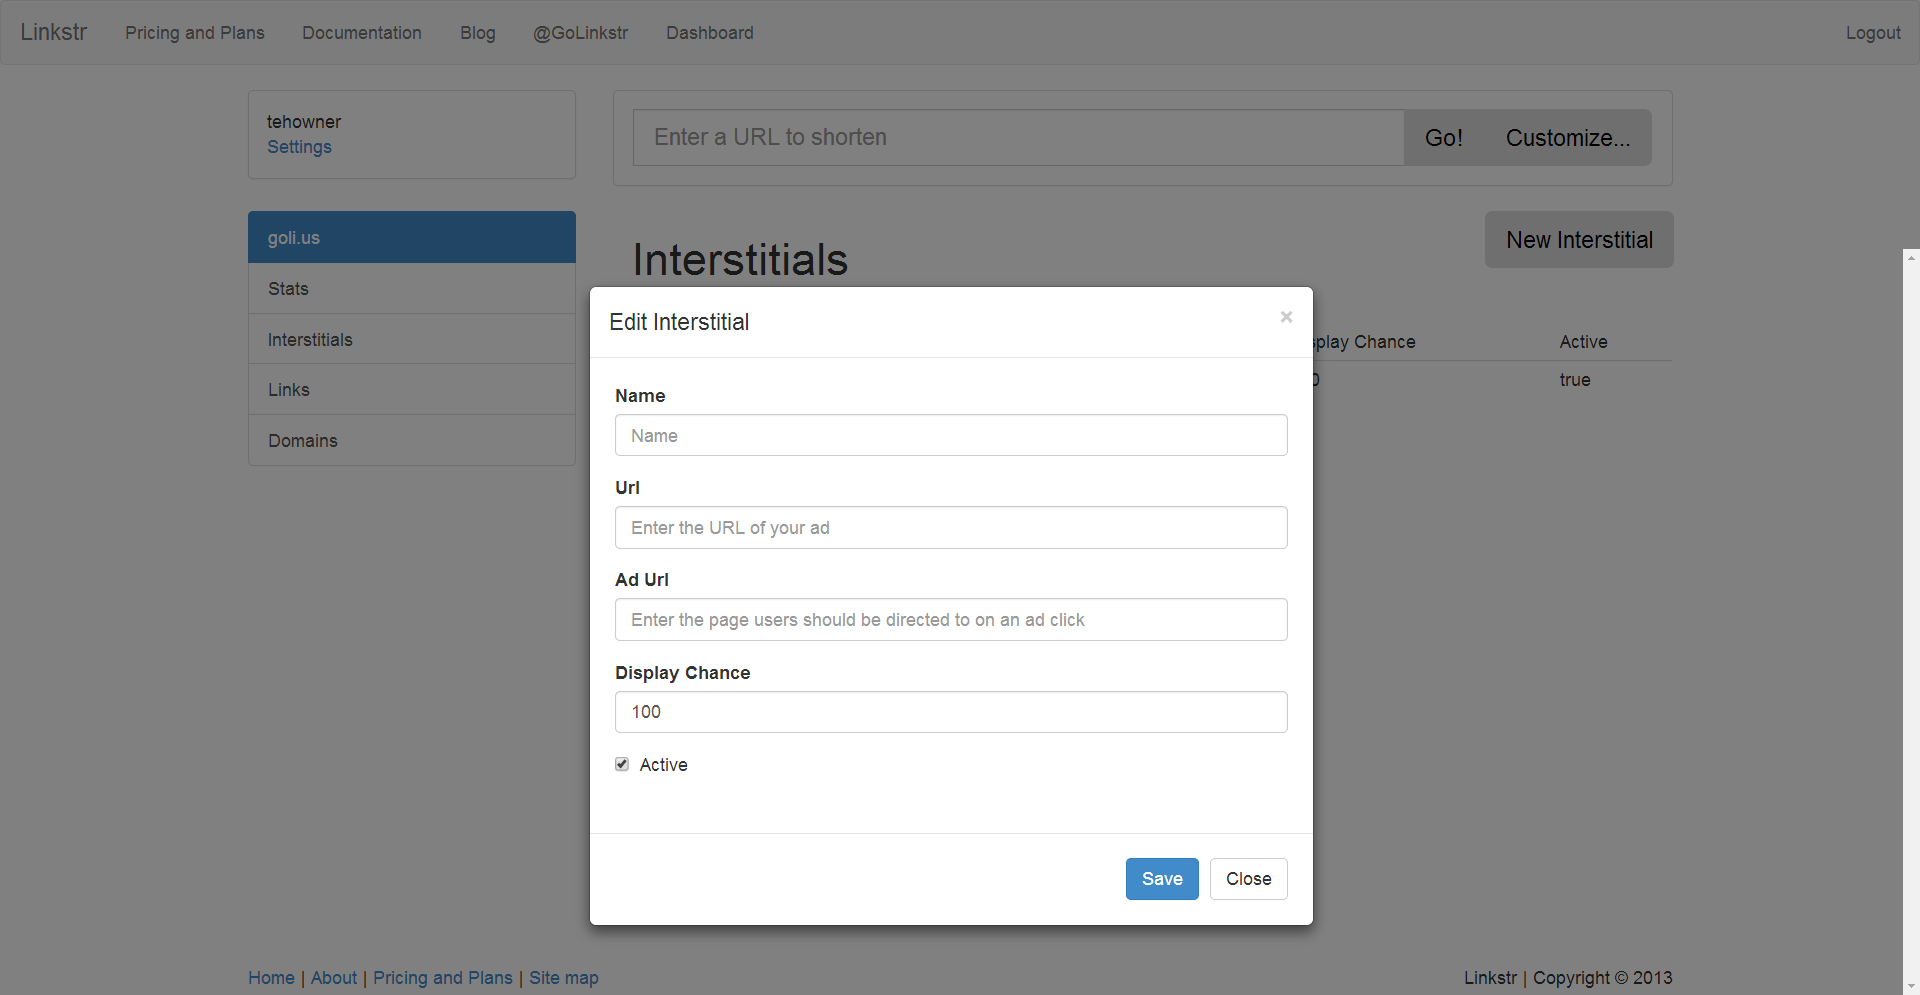 Linkstr Pricing and Plans Documentation Blog @GoLinkstr Dashboard Logout
tehowner
Settings
Enter a URL to shorten Go! Customize...
goli.us
Stats
Interstitials
Links
Domains
Interstitials New Interstitial
splay Chance Active
true
Edit Interstitial ×
Name
Name
Url
Enter the URL of your ad
Ad Url
Enter the page users should be directed to on an ad click
Display Chance
100
Active
Save Close
Home | About | Pricing and Plans | Site map
Linkstr | Copyright © 2013